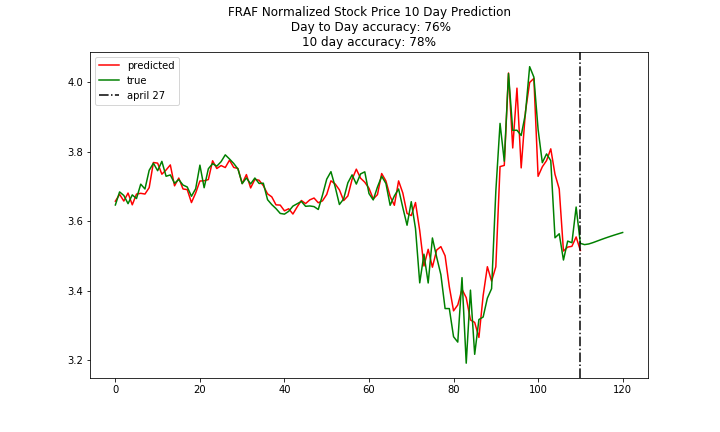 FRAF Normalized Stock Price 10 Day Prediction
Day to Day accuracy: 76%
10 day accuracy: 78%
predicted
true
april 27
4.0
3.8
3.6
3.4
3.2
0 20 40 60 80 100 120